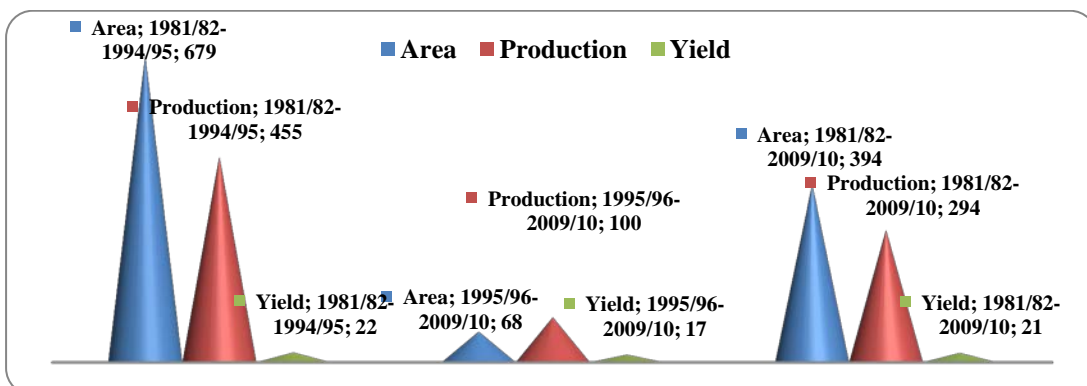 Area; 1981/82-
1994/95; 679
Area Production Yield
Production; 1981/82-
1994/95; 455
Yield; 1981/82-
1994/95; 22
Production; 1995/96-
2009/10; 100
Area; 1995/96-
2009/10; 68
Yield; 1995/96-
2009/10; 17
Area; 1981/82-
2009/10; 394
Production; 1981/82-
2009/10; 294
Yield; 1981/82-
2009/10; 21